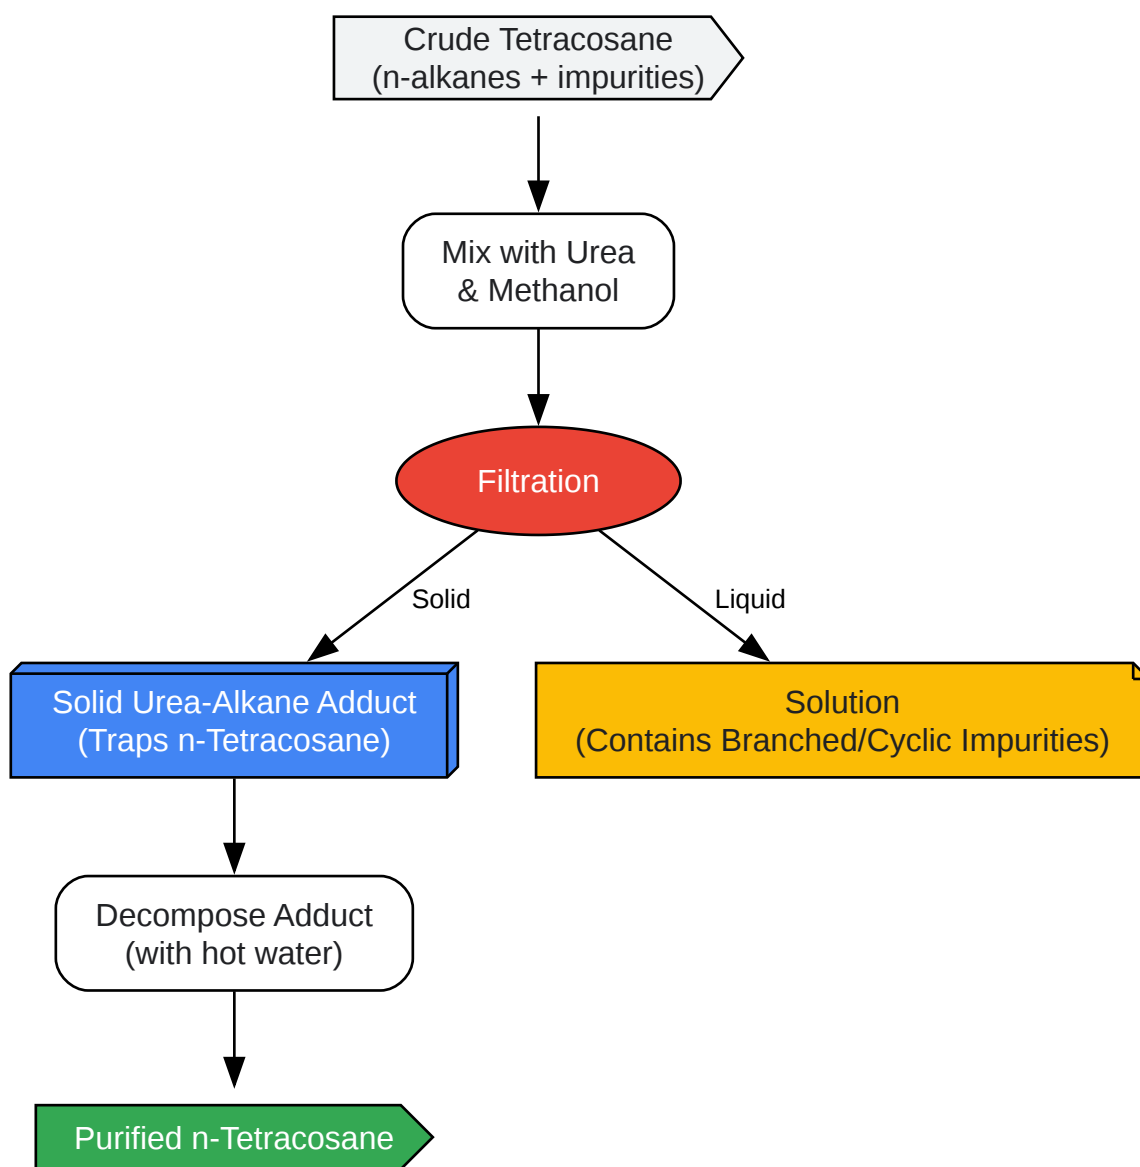 Crude Tetracosane
(n-alkanes + impurities)
Mix with Urea
& Methanol
Filtration
Solid
Liquid
Solid Urea-Alkane Adduct
(Traps n-Tetracosane)
Solution
(Contains Branched/Cyclic Impurities)
Decompose Adduct
(with hot water)
Purified n-Tetracosane